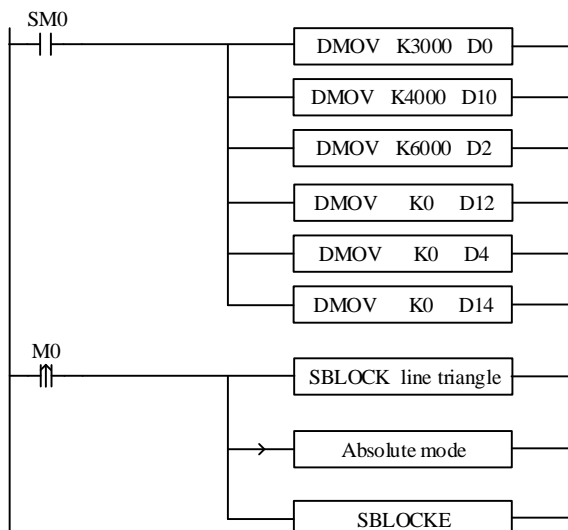 SM0
DMOV K3000 D0
DMOV K4000 D10
DMOV K6000 D2
DMOV K0 D12
DMOV K0 D4
DMOV K0 D14
M0
SBLOCK line triangle
Absolute mode
SBLOCKE